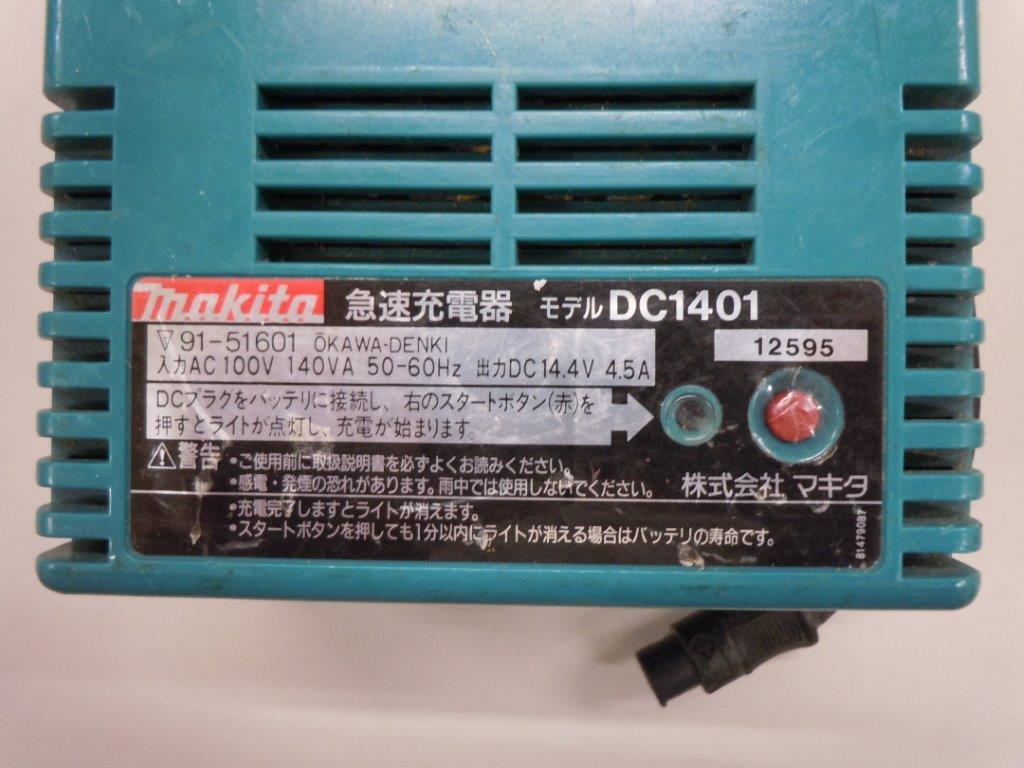 makita 急速充電器 モデル DC1401
▽91-51601 ŌKAWA-DENKI
12595
入力AC100V 140VA 50-60Hz 出力DC14.4V 4.5A
DCプラグをバッテリに接続し、右のスタートボタン(赤)を
押すとライトが点灯し、充電が始まります。
⚠警告 •ご使用前に取扱説明書を必ずよくお読みください。
•感電・発煙の恐れがあります。雨中では使用しないでください。
株式会社 マキタ
•充電完了しますとライトが消えます。
•スタートボタンを押しても1分以内にライトが消える場合はバッテリの寿命です。